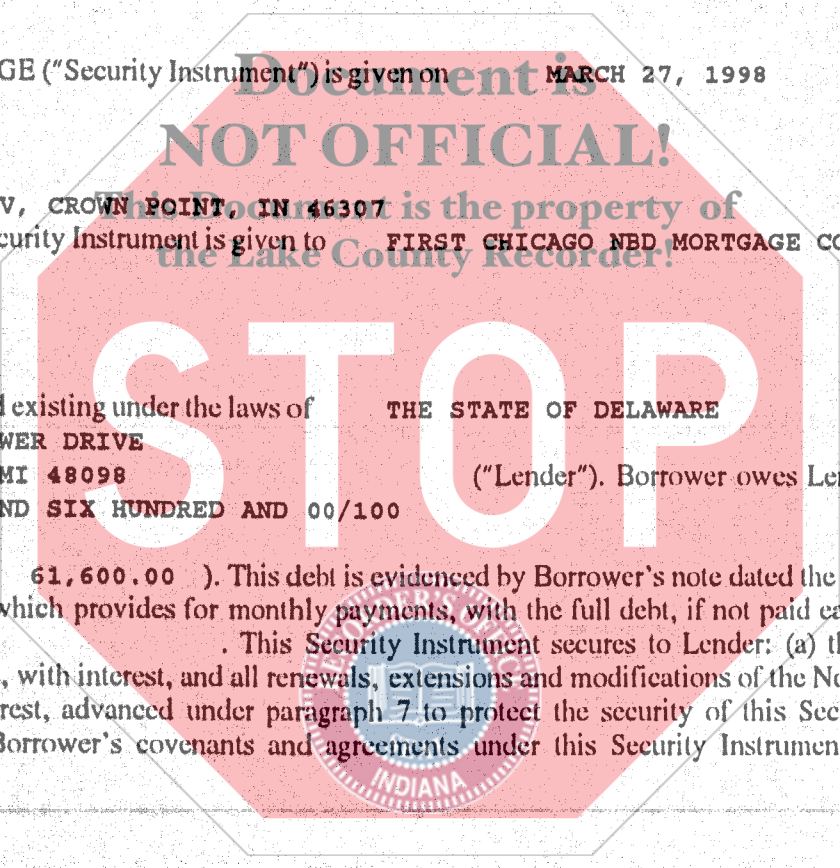 GE ("Security Instrument") is given on MARCH 27, 1998
Document is
NOT OFFICIAL!
V, CROWN POINT, IN 46307
This Document is the property of
curity Instrument is given to FIRST CHICAGO NBD MORTGAGE CO
the Lake County Recorder!
STOP
d existing under the laws of THE STATE OF DELAWARE
WER DRIVE
MI 48098 ("Lender"). Borrower owes Len
ND SIX HUNDRED AND 00/100
61,600.00 ). This debt is evidenced by Borrower's note dated the
which provides for monthly payments, with the full debt, if not paid ea
. This Security Instrument secures to Lender: (a) th
, with interest, and all renewals, extensions and modifications of the No
rest, advanced under paragraph 7 to protect the security of this Sec
Borrower's covenants and agreements under this Security Instrumen
RECORDER'S OFFICE
INDIANA